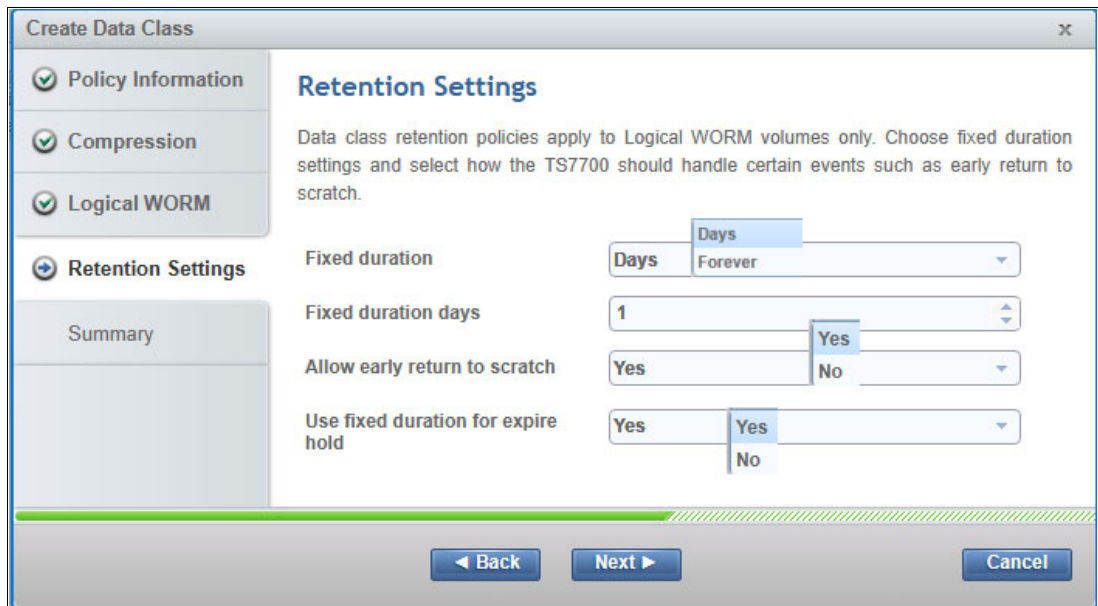 Create Data Class x
Policy Information
Compression
Logical WORM
Retention Settings
Summary
Retention Settings
Data class retention policies apply to Logical WORM volumes only. Choose fixed duration
settings and select how the TS7700 should handle certain events such as early return to
scratch.
Fixed duration Days
Days
Forever
Fixed duration days 1
Allow early return to scratch Yes
Yes
No
Use fixed duration for expire
hold Yes
Yes
No
Back Next Cancel